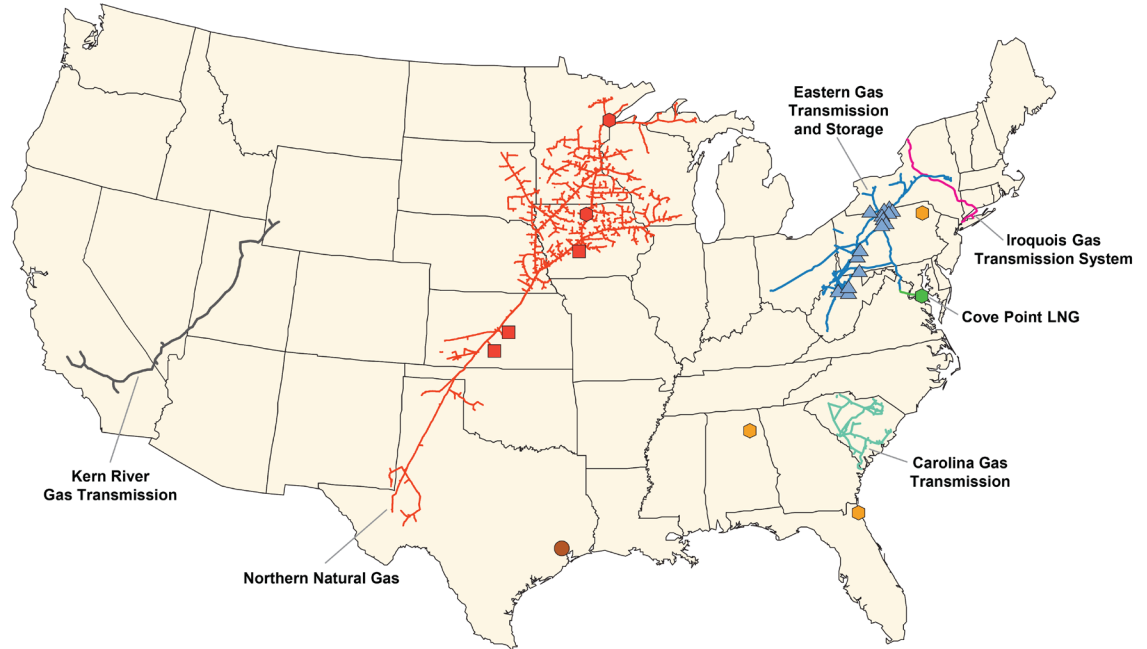 Eastern Gas
Transmission
and Storage
Iroquois Gas
Transmission System
Cove Point LNG
Kern River
Gas Transmission
Carolina Gas
Transmission
Northern Natural Gas